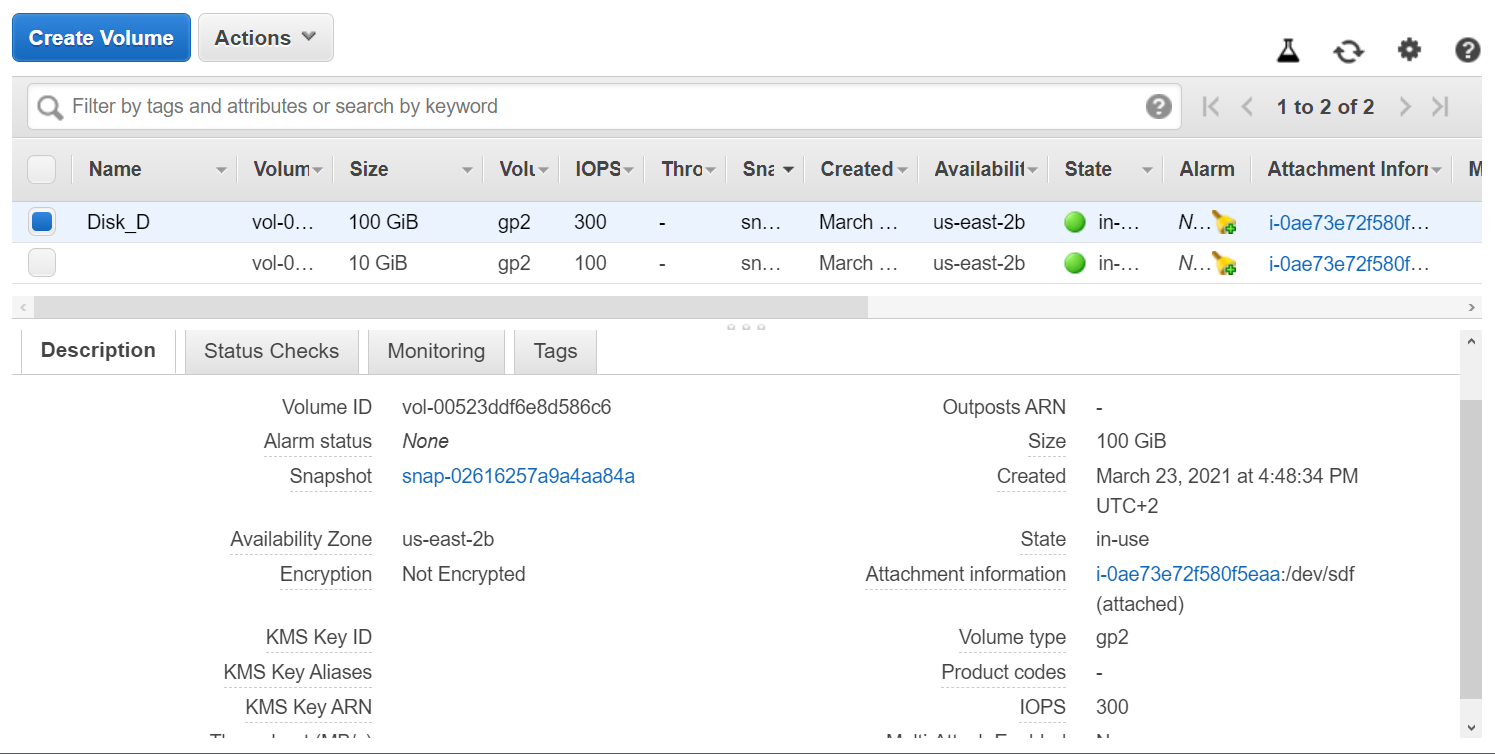 Create Volume Actions
Filter by tags and attributes or search by keyword 1 to 2 of 2
Name Volum Size Volu IOPS Thro Sna Created Availabilit State Alarm Attachment Inforr M
Disk_D vol-0... 100 GiB gp2 300 - sn... March ... us-east-2b in-... N... i-0ae73e72f580f...
vol-0... 10 GiB gp2 100 - sn... March ... us-east-2b in-... N... i-0ae73e72f580f...
Description Status Checks Monitoring Tags
Volume ID vol-00523ddf6e8d586c6 Outposts ARN -
Alarm status None Size 100 GiB
Snapshot snap-02616257a9a4aa84a Created March 23, 2021 at 4:48:34 PM
UTC+2
Availability Zone us-east-2b State in-use
Encryption Not Encrypted Attachment information i-0ae73e72f580f5eaa:/dev/sdf
(attached)
KMS Key ID Volume type gp2
KMS Key Aliases Product codes -
KMS Key ARN IOPS 300